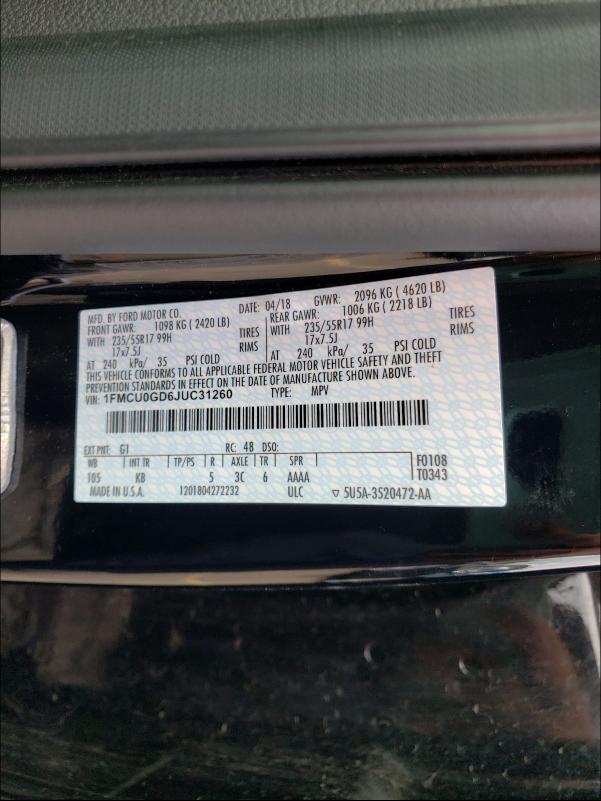 MFD. BY FORD MOTOR CO. DATE: 04/18 GVWR: 2096 KG ( 4620 LB)
FRONT GAWR: 1098 KG ( 2420 LB) REAR GAWR: 1006 KG ( 2218 LB)
WITH 235/55R17 99H TIRES WITH 235/55R17 99H TIRES
17x7.5J RIMS 17x7.5J RIMS
AT 240 kPa/ 35 PSI COLD AT 240 kPa/ 35 PSI COLD
THIS VEHICLE CONFORMS TO ALL APPLICABLE FEDERAL MOTOR VEHICLE SAFETY AND THEFT
PREVENTION STANDARDS IN EFFECT ON THE DATE OF MANUFACTURE SHOWN ABOVE.
VIN: 1FMCU0GD6JUC31260 TYPE: MPV
EXT PNT: G1 RC: 48 DSO:
WB INT TR TP/PS R AXLE TR SPR F0108
105 KB 5 3C 6 AAAA T0343
MADE IN U.S.A. 1201804272232 ULC ▽ 5U5A-3520472-AA